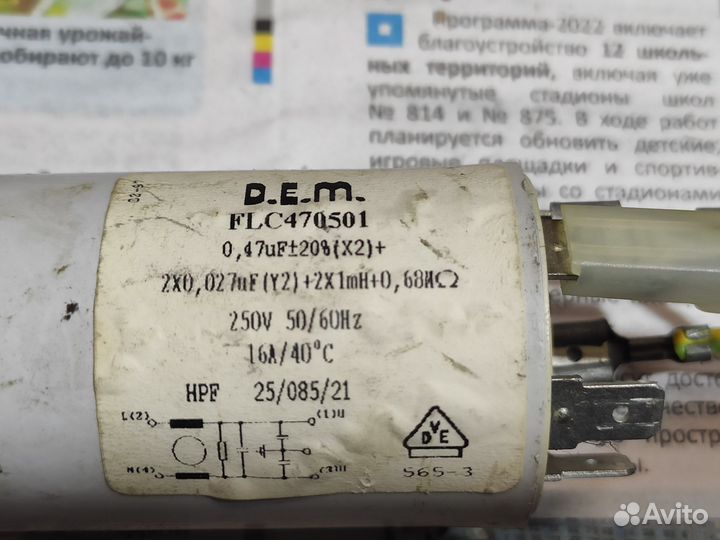 чная урожай-
обирают до 10 кг
Программа-2022 включает
благоустройство 12 школь-
ных территорий, включая уже
упомянутые стадионы школ
№ 814 и № 875. В ходе работ
планируется обновить детские,
игровые площадки и спортив-
ы со стадионами
D.E.M.
FLC470501
0,47uF±20%(X2)+
2X0,027uF(Y2)+2X1mH+0,68MΩ
250V 50/60Hz
16A/40°C
HPF 25/085/21
L(2) (1)U
N(4) (3)U
VDE
565-3
досто
Avito